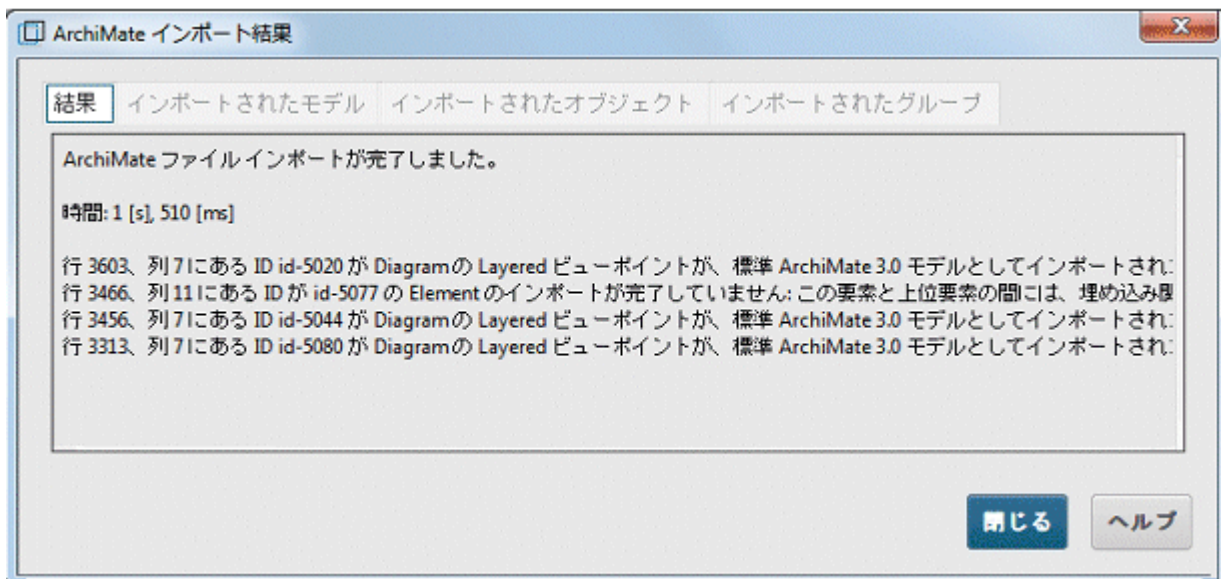 ArchiMate インポート結果
結果 インポートされたモデル インポートされたオブジェクト インポートされたグループ
ArchiMate ファイル インポートが完了しました。
時間: 1 [s], 510 [ms]
行 3603、列 7 にある ID id-5020 が Diagram の Layered ビューポイントが、標準 ArchiMate 3.0 モデルとしてインポートされ
行 3466、列 11 にある ID が id-5077 の Element のインポートが完了していません: この要素と上位要素の間には、埋め込み
行 3456、列 7 にある ID id-5044 が Diagram の Layered ビューポイントが、標準 ArchiMate 3.0 モデルとしてインポートされ
行 3313、列 7 にある ID id-5080 が Diagram の Layered ビューポイントが、標準 ArchiMate 3.0 モデルとしてインポートされ
閉じる ヘルプ